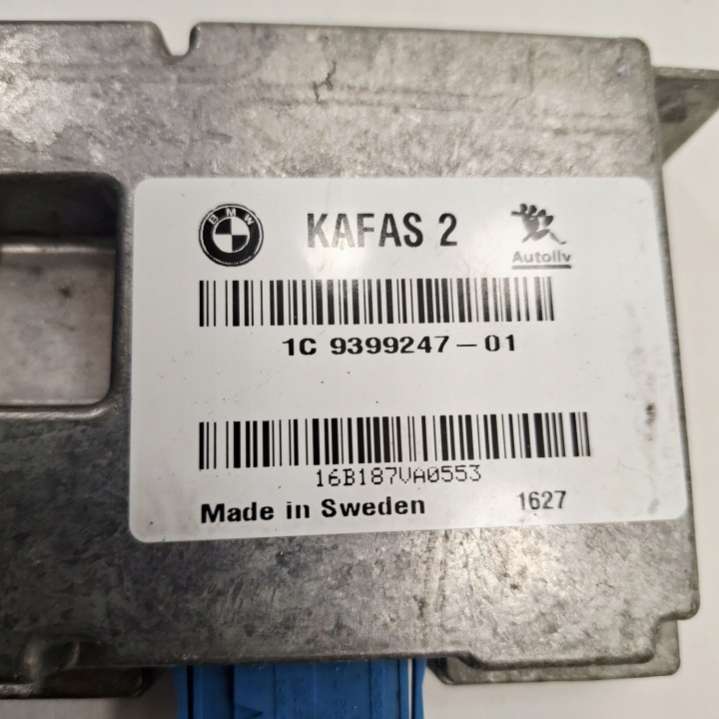 BMW
KAFAS 2
Autoliv
1C 9399247-01
16B187VA0553
Made in Sweden 1627